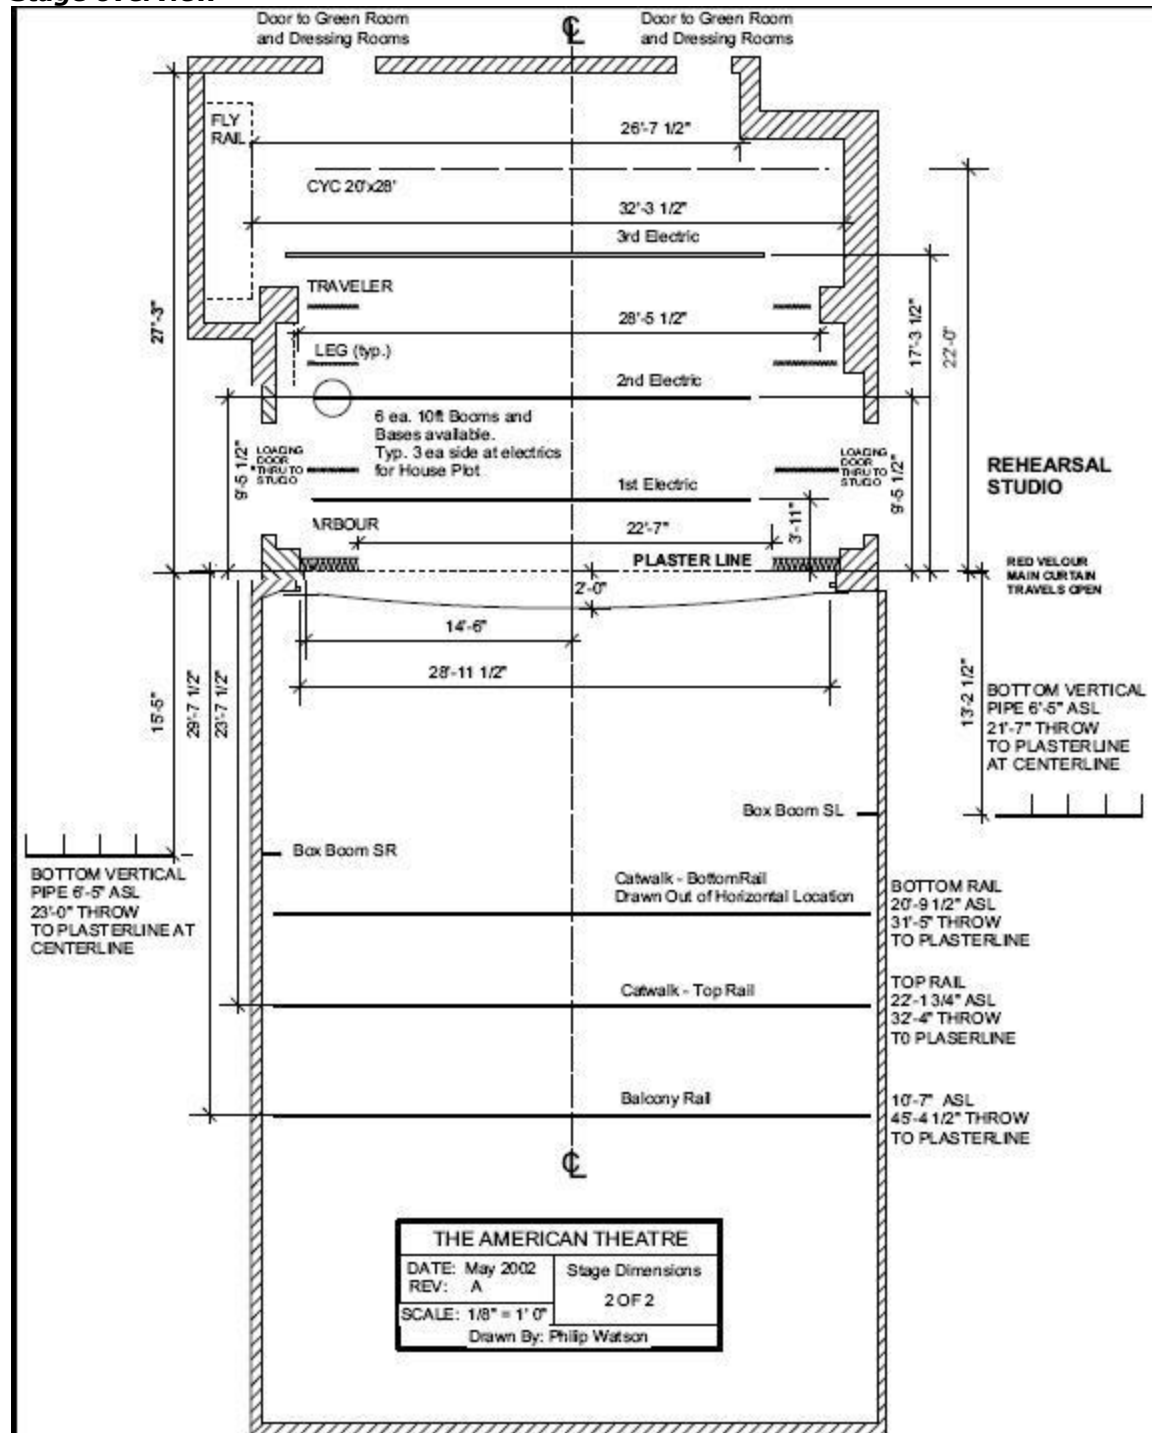 Stage overview
Door to Green Room
and Dressing Rooms
Door to Green Room
and Dressing Rooms
FLY
RAIL
26'-7 1/2"
CYC 20'x28'
32'-3 1/2"
3rd Electric
TRAVELER
28'-5 1/2"
LEG (typ.)
2nd Electric
27'-3"
17'-3 1/2"
22'-0"
6 ea. 10ft Booms and
Bases available.
Typ. 3 ea side at electrics
for House Plot
9'-5 1/2"
LOADING
DOOR
THRU TO
STUDIO
LOADING
DOOR
THRU TO
STUDIO
9'-5 1/2"
REHEARSAL
STUDIO
1st Electric
3'-11"
ARBOUR
22'-7"
PLASTER LINE
RED VELOUR
MAIN CURTAIN
TRAVELS OPEN
2'-0"
14'-6"
28'-11 1/2"
15'-5"
29'-7 1/2"
23'-7 1/2"
13'-2 1/2"
BOTTOM VERTICAL
PIPE 6'-5" ASL
21'-7" THROW
TO PLASTERLINE
AT CENTERLINE
Box Boom SL
Box Boom SR
BOTTOM VERTICAL
PIPE 6'-5" ASL
23'-0" THROW
TO PLASTERLINE AT
CENTERLINE
Catwalk - BottomRail
Drawn Out of Horizontal Location
BOTTOM RAIL
20'-9 1/2" ASL
31'-5" THROW
TO PLASTERLINE
Catwalk - Top Rail
TOP RAIL
22'-1 3/4" ASL
32'-4" THROW
TO PLASERLINE
Balcony Rail
10'-7" ASL
45'-4 1/2" THROW
TO PLASTERLINE
THE AMERICAN THEATRE
DATE: May 2002
REV: A
Stage Dimensions
2 OF 2
SCALE: 1/8" = 1' 0"
Drawn By: Philip Watson